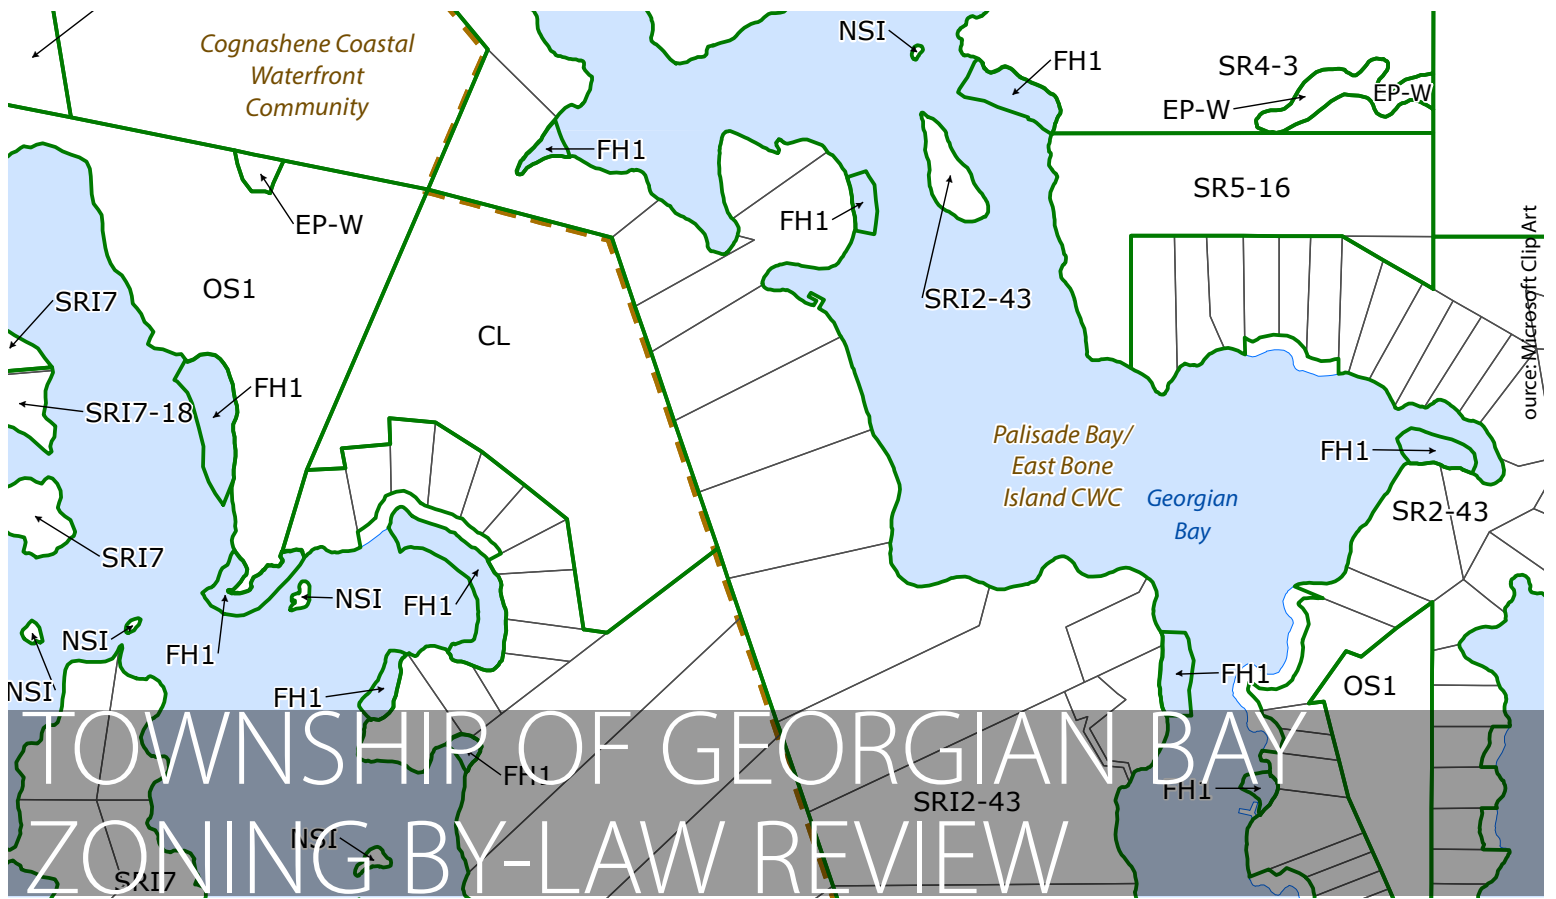 NSI
Cognashene Coastal
Waterfront
Community
FH1
SR4-3
EP-W
EP-W
FH1
SR5-16
FH1
EP-W
OS1
SRI7
SRI2-43
CL
FH1
SRI7-18
Palisade Bay/
East Bone
Island CWC
Georgian
Bay
FH1
SR2-43
SRI7
NSI
FH1
NSI
FH1
NSI
FH1
FH1
OS1
ource:Microsoft Clip Art
TOWNSHIP OF GEORGIAN BAY
FH1
FH1
SRI2-43
ZONING BY-LAW REVIEW
NSI
SRI7